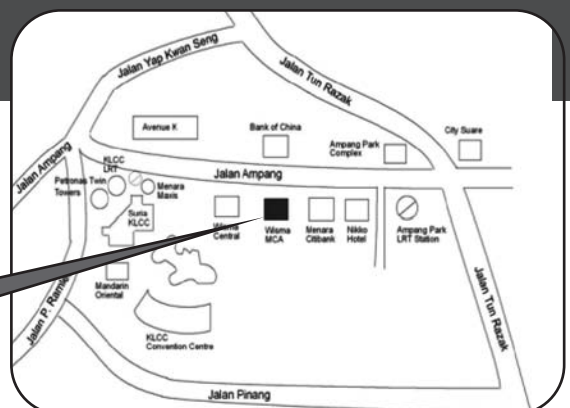 Jalan Yap Kwan Seng
Jalan Tun Razak
Avenue K
Bank of China
City Suare
Ampang Park
Complex
Jalan Ampang
KLCC
LRT
Jalan Ampang
Petronas Twin
Towers
Menara
Maxis
Suria
KLCC
Wisma
Central
Wisma
MCA
Menara
Citibank
Nikko
Hotel
Ampang Park
LRT Station
Mandarin
Oriental
Jalan P. Ramlee
KLCC
Convention Centre
Jalan Tun Razak
Jalan Pinang